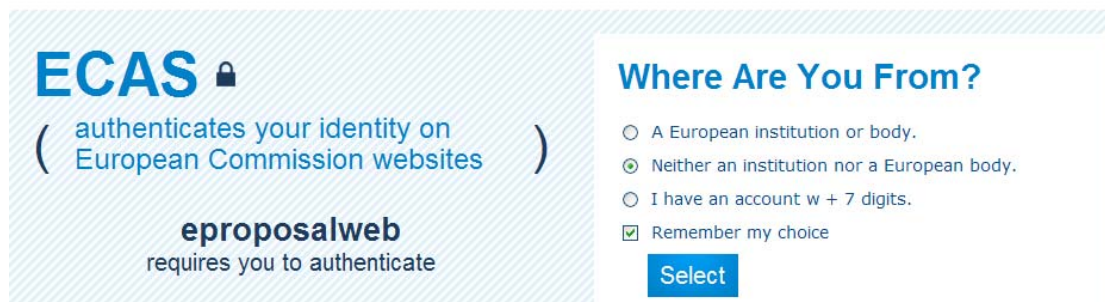 ECAS
( authenticates your identity on
European Commission websites )
eproposalweb
requires you to authenticate
Where Are You From?
A European institution or body.
Neither an institution nor a European body.
I have an account w + 7 digits.
Remember my choice
Select